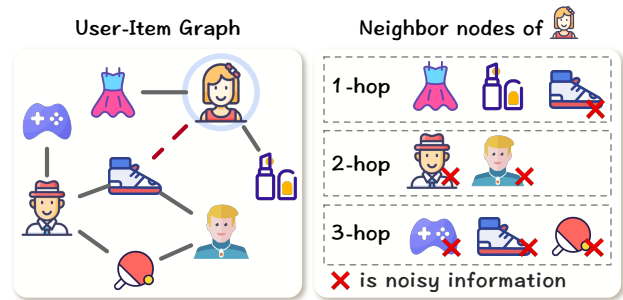 User-Item Graph
Neighbor nodes of
1-hop
2-hop
3-hop
is noisy information